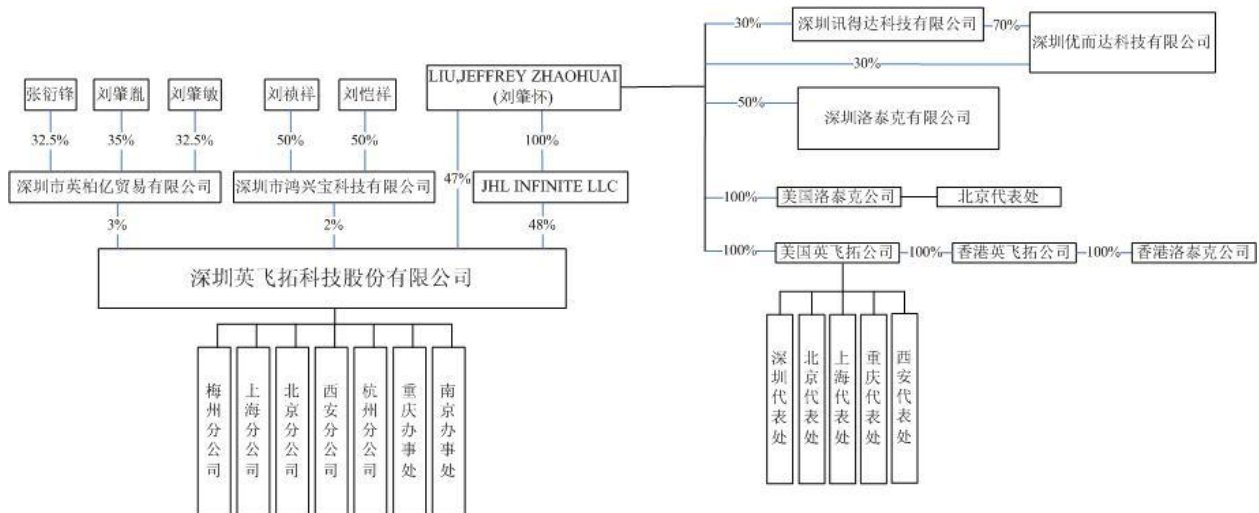 30%
深圳讯得达科技有限公司
70%
深圳优而达科技有限公司
30%
张衍锋
刘肇胤
刘肇敏
刘祯祥
刘恺祥
LIU,JEFFREY ZHAOHUAI
(刘肇怀)
50%
深圳洛泰克有限公司
32.5%
35%
32.5%
50%
50%
100%
深圳市英柏亿贸易有限公司
深圳市鸿兴宝科技有限公司
47%
JHL INFINITE LLC
100%
美国洛泰克公司
北京代表处
3%
2%
48%
100%
美国英飞拓公司
100%
香港英飞拓公司
100%
香港洛泰克公司
深圳英飞拓科技股份有限公司
梅州分公司
上海分公司
北京分公司
西安分公司
杭州分公司
重庆办事处
南京办事处
深圳代表处
北京代表处
上海代表处
重庆代表处
西安代表处